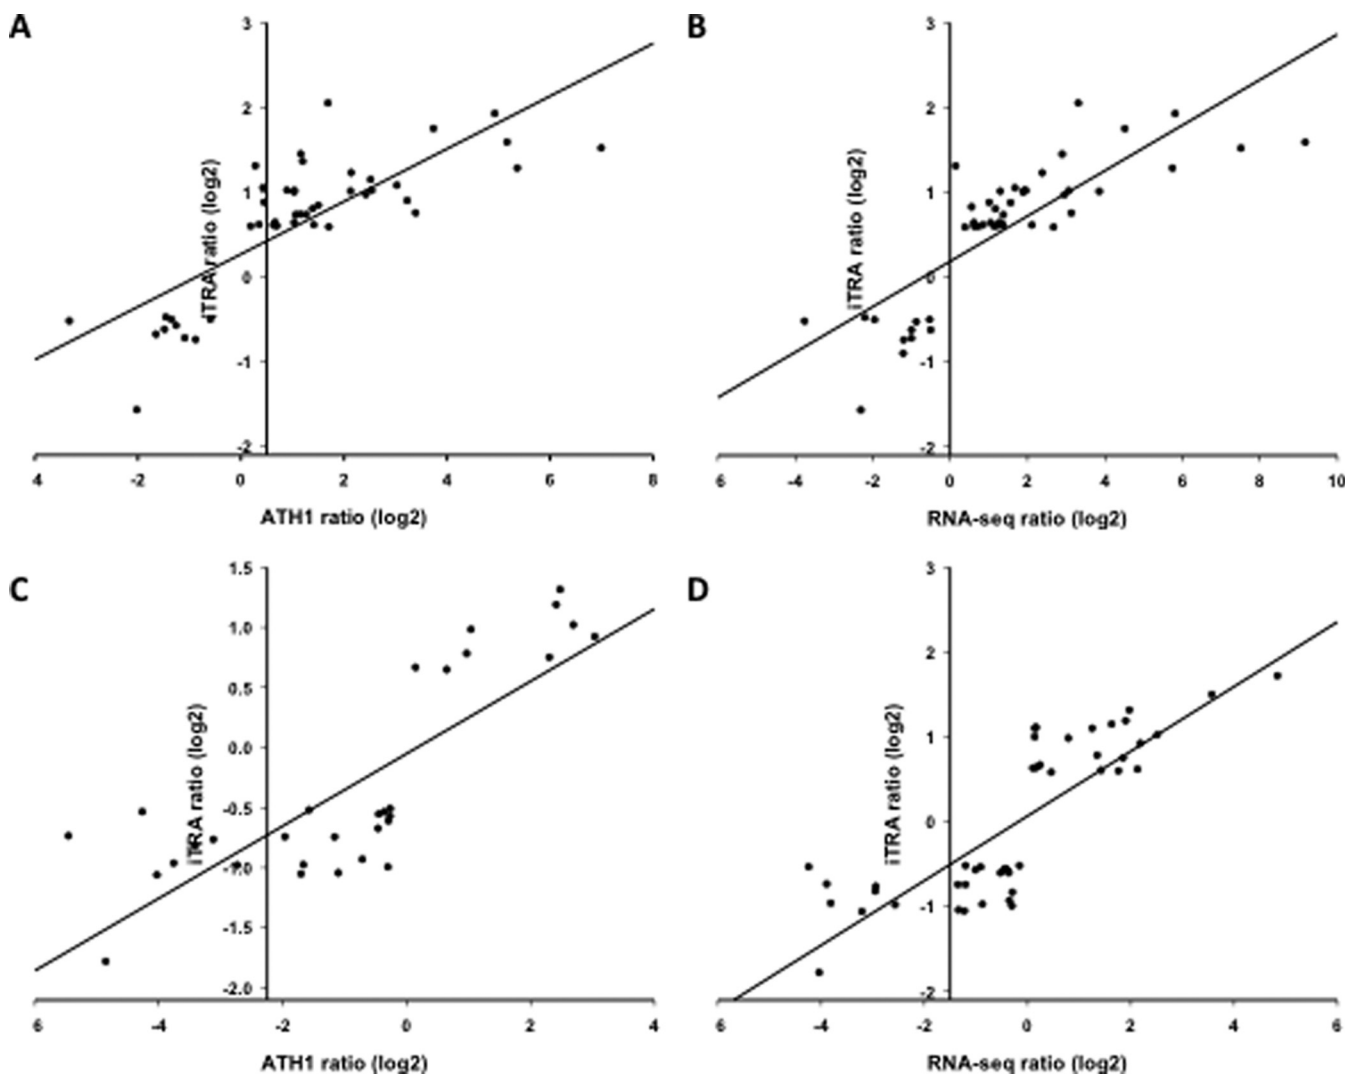 A
3
2
1
0
-1
-2
iTRA ratio (log2)
4 -2 0 2 4 6 8
ATH1 ratio (log2)
B
3
2
1
0
-1
-2
iTRA ratio (log2)
6 -4 -2 0 2 4 6 8 10
RNA-seq ratio (log2)
C
1.5
1.0
0.5
0.0
-0.5
-1.0
-1.5
-2.0
iTRA ratio (log2)
6 -4 -2 0 2 4
ATH1 ratio (log2)
D
3
2
1
0
-1
-2
iTRA ratio (log2)
6 -4 -2 0 2 4 6
RNA-seq ratio (log2)